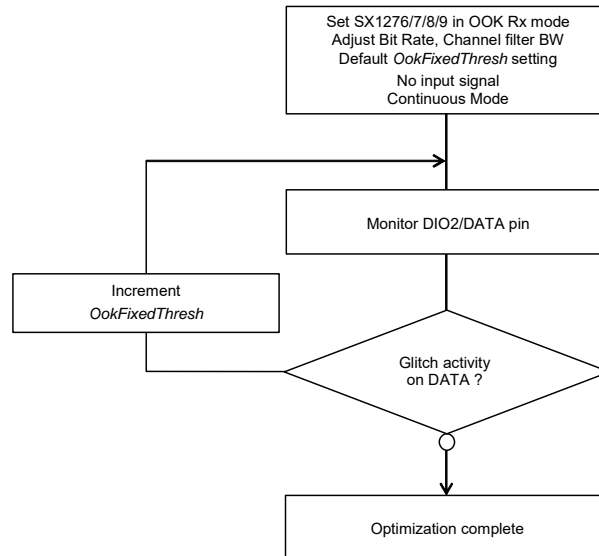 Set SX1276/7/8/9 in OOK Rx mode
Adjust Bit Rate, Channel filter BW
Default OokFixedThresh setting
No input signal
Continuous Mode
Monitor DIO2/DATA pin
Increment
OokFixedThresh
Glitch activity
on DATA ?
Optimization complete